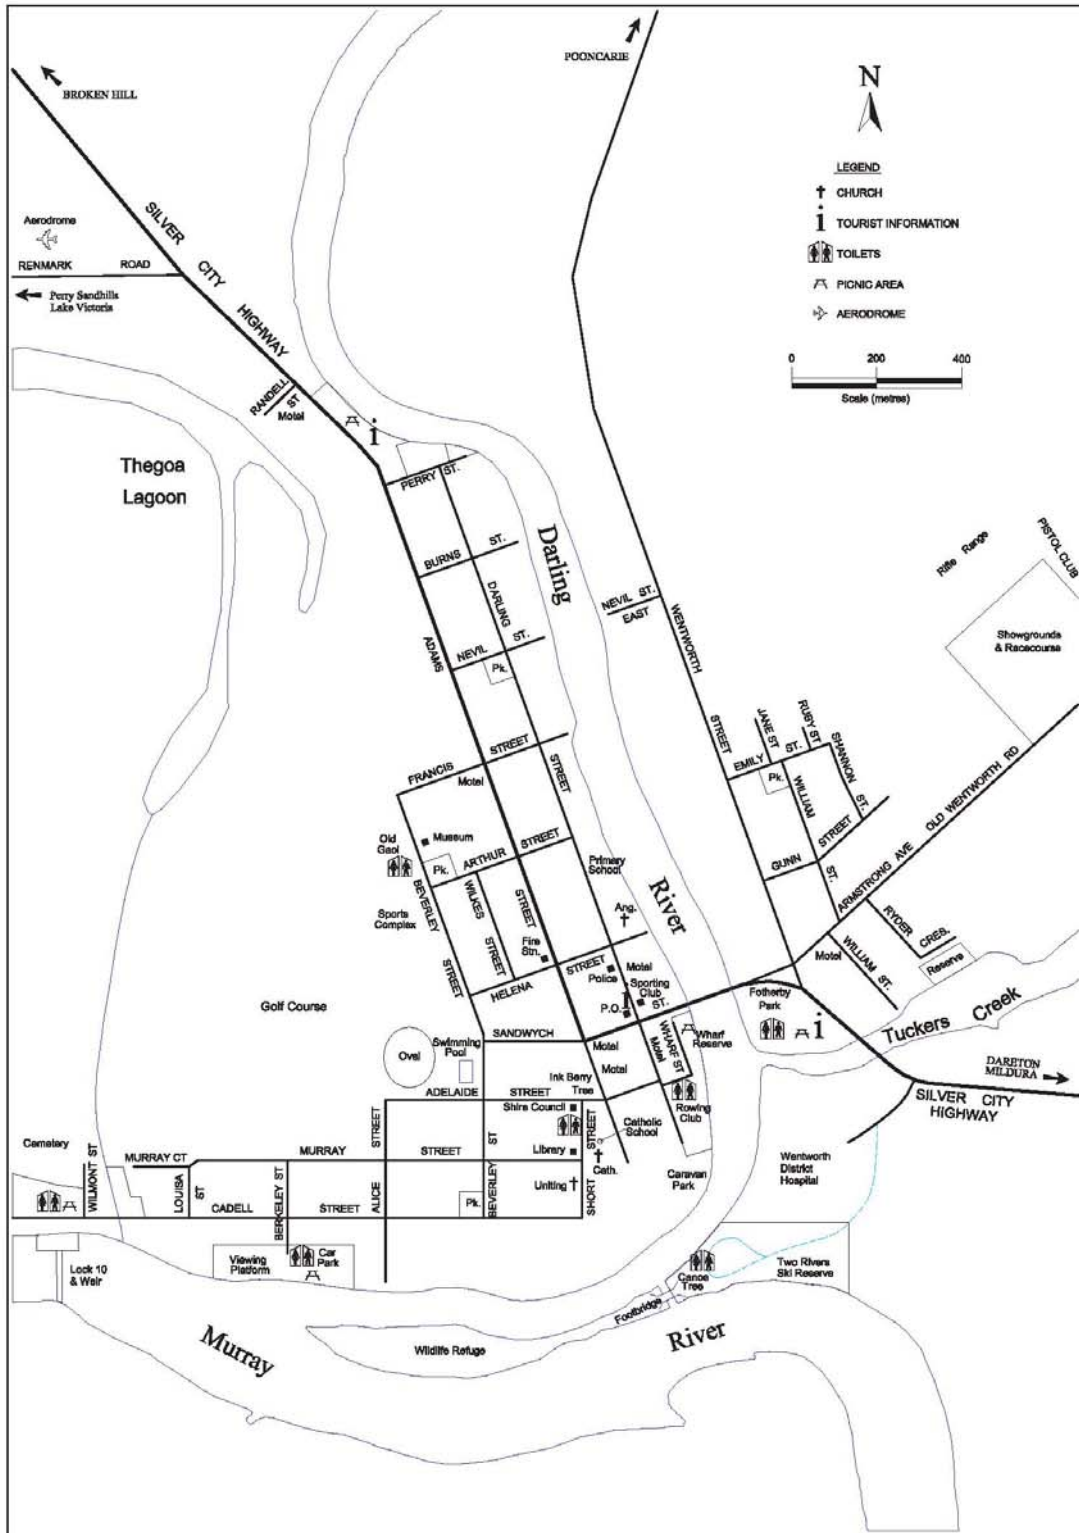 POONCARIE
BROKEN HILL
N
LEGEND
CHURCH
i TOURIST INFORMATION
TOILETS
PICNIC AREA
AERODROME
0 200 400
Scale (metres)
Aerodrome
RENMARK ROAD
Perry Sandhills
Lake Victoria
SILVER CITY HIGHWAY
RANDELL ST
Motel
i
Thegoa
Lagoon
PERRY ST.
BURNS ST.
DARLING
Darling
NEVIL ST.
EAST
ADAMS
NEVIL ST.
Pk.
WENTWORTH
Rifle Range
PISTOL CLUB
Showgrounds
& Racecourse
STREET
JANE ST
RUBY ST
SHANNON ST.
EMILY ST.
Pk.
WILLIAM ST.
GUNN STREET
ARMSTRONG AVE
OLD WENTWORTH RD
FRANCIS STREET
Motel
STREET
Old
Gaol
Museum
Pk.
ARTHUR STREET
Primary
School
River
BEVERLEY STREET
WILKES STREET
STREET
Sports
Complex
Ang.
Fire
Stn.
HELENA STREET
Police
Motel
Sporting
Club
i
P.O.
ST.
RYDER CRES.
Reserve
Motel
WILLIAM ST.
Fotherby
Park
i
Tuckers Creek
DARETON
MILDURA
SILVER CITY
HIGHWAY
Golf Course
SANDWYCH
Oval
Swimming
Pool
Motel
Motel
WHARF ST
Motel
Wharf
Reserve
Ink Berry
Tree
ADELAIDE STREET
Shire Council
Rowing
Club
Catholic
School
STREET
Library
Cath.
Uniting
SHORT
Caravan
Park
Wentworth
District
Hospital
Cemetery
WILMONT ST
MURRAY CT
LOUISA ST
MURRAY STREET
BERKELEY ST
ALICE STREET
BEVERLEY ST
CADELL STREET
Pk.
Lock 10
& Weir
Viewing
Platform
Car
Park
Canoe
Tree
Two Rivers
Ski Reserve
Footbridge
Murray River
Wildlife Refuge